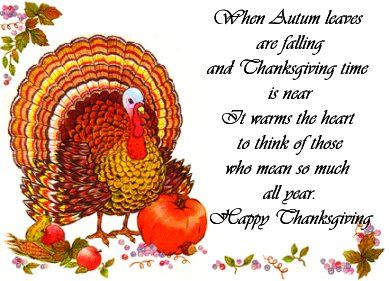 When Autum leaves
are falling
and Thanksgiving time
is near
It warms the heart
to think of those
who mean so much
all year.
Happy Thanksgiving